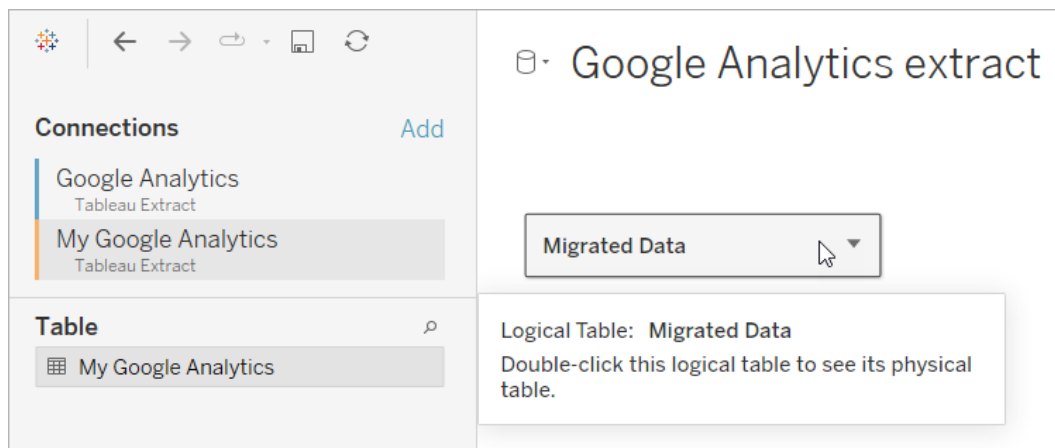 Google Analytics extract
Connections
Add
Google Analytics
Tableau Extract
My Google Analytics
Tableau Extract
Migrated Data
Table
My Google Analytics
Logical Table: Migrated Data
Double-click this logical table to see its physical
table.